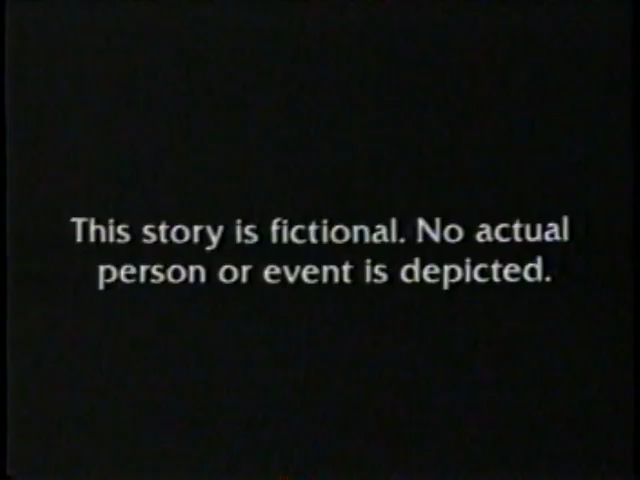 This story is fictional. No actual
person or event is depicted.